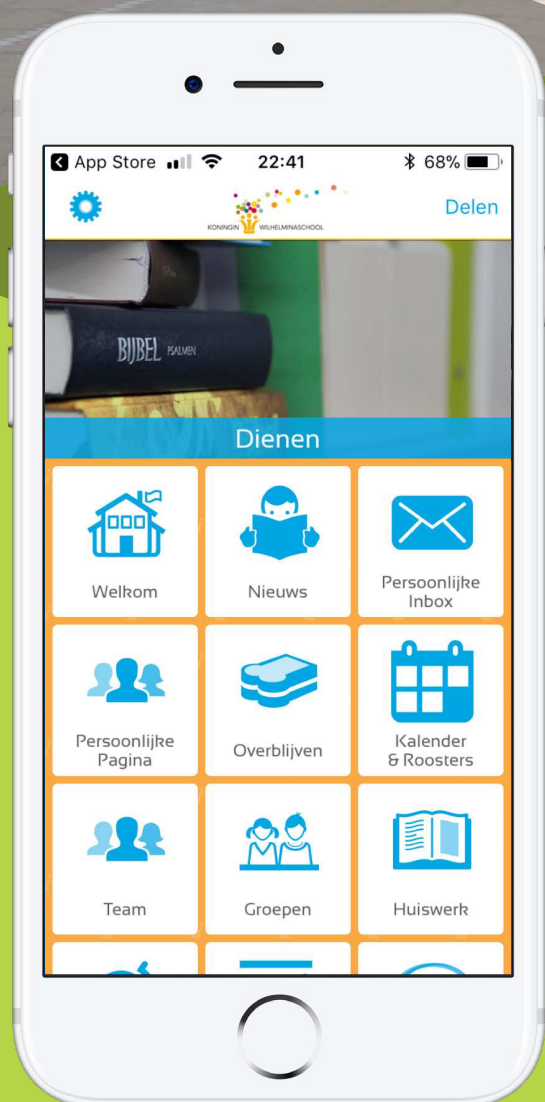 App Store
22:41
68%
KONINGIN WILHELMINASCHOOL
Delen
BIJBEL PSALMEN
Dienen
Welkom
Nieuws
Persoonlijke
Inbox
Persoonlijke
Pagina
Overblijven
Kalender
& Roosters
Team
Groepen
Huiswerk